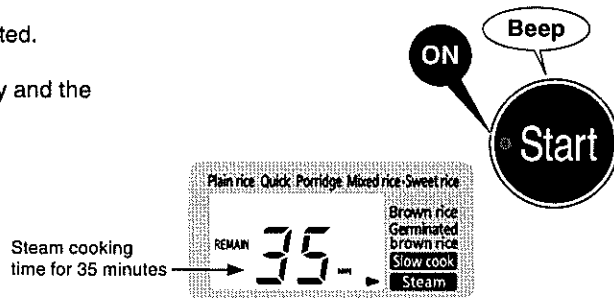 ted.
y and the
ON
Beep
Start
Plain rice Quick Porridge Mixed rice·Sweet rice
Brown rice
Germinated
brown rice
Slow cook
Steam
REMAIN 35 MIN
Steam cooking
time for 35 minutes